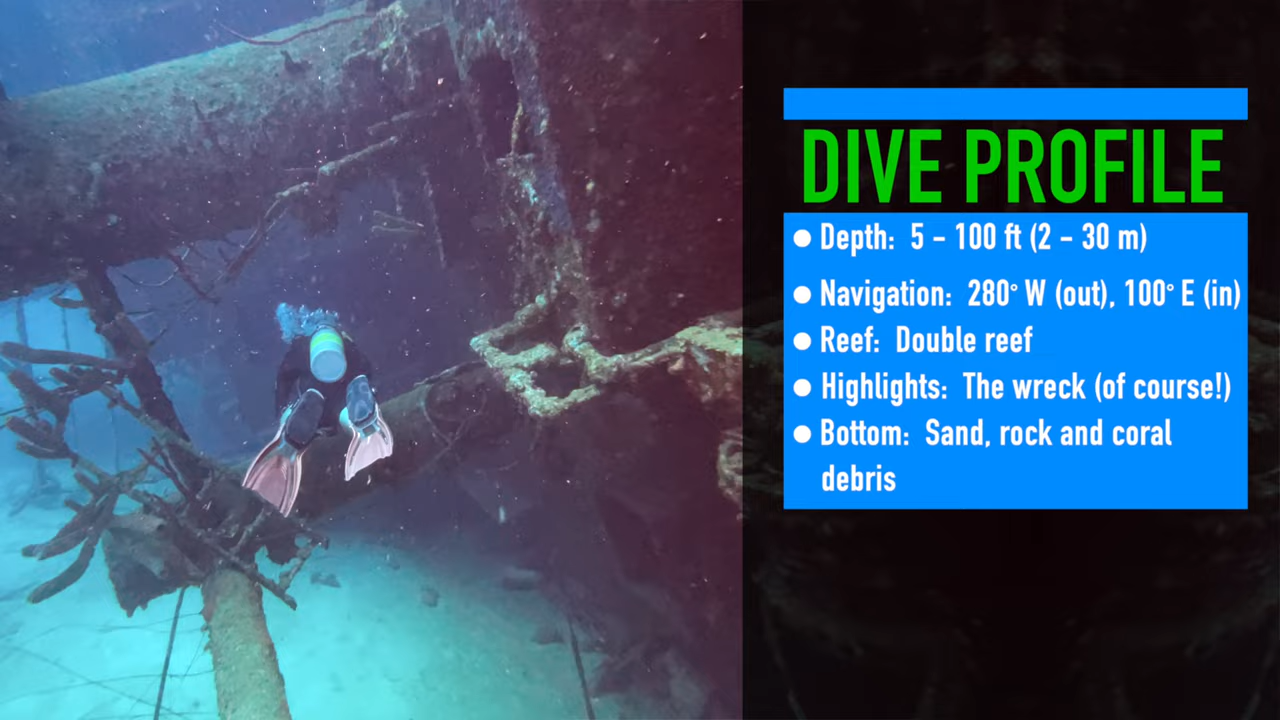 DIVE PROFILE
● Depth: 5 – 100 ft (2 – 30 m)
● Navigation: 280° W (out), 100° E (in)
● Reef: Double reef
● Highlights: The wreck (of course!)
● Bottom: Sand, rock and coral
debris